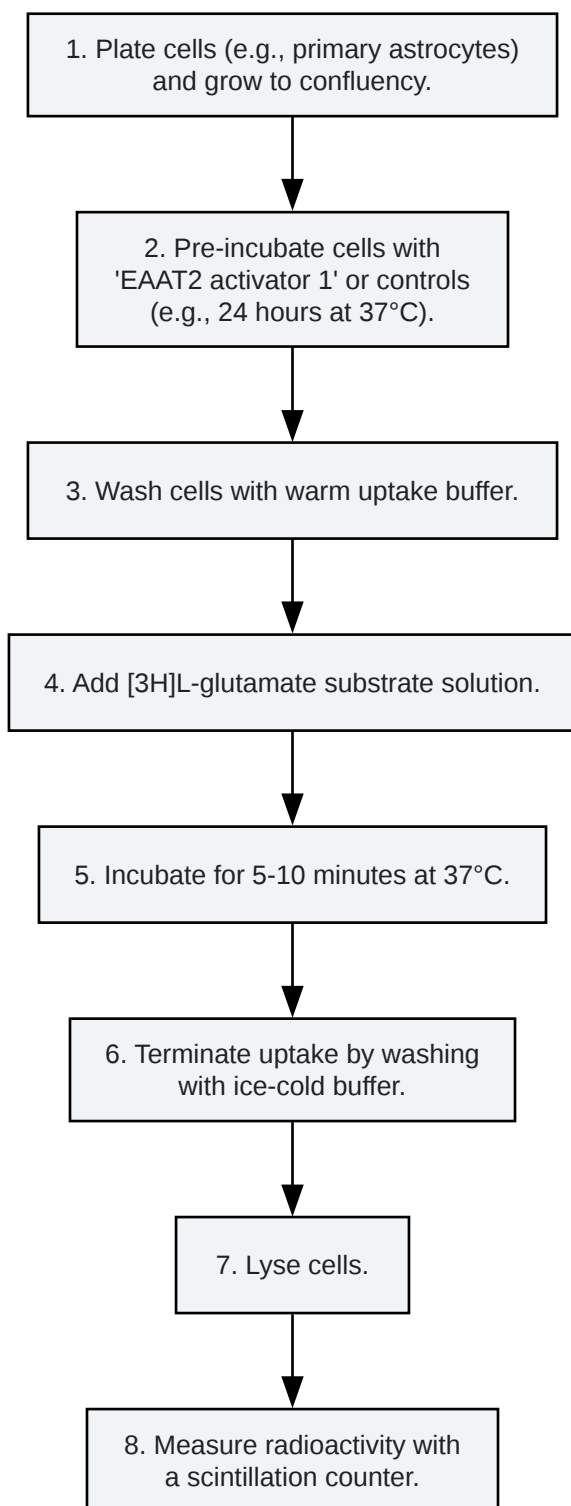 1. Plate cells (e.g., primary astrocytes)
and grow to confluency.
2. Pre-incubate cells with
'EAAT2 activator 1' or controls
(e.g., 24 hours at 37°C).
3. Wash cells with warm uptake buffer.
4. Add [3H]L-glutamate substrate solution.
5. Incubate for 5-10 minutes at 37°C.
6. Terminate uptake by washing
with ice-cold buffer.
7. Lyse cells.
8. Measure radioactivity with
a scintillation counter.